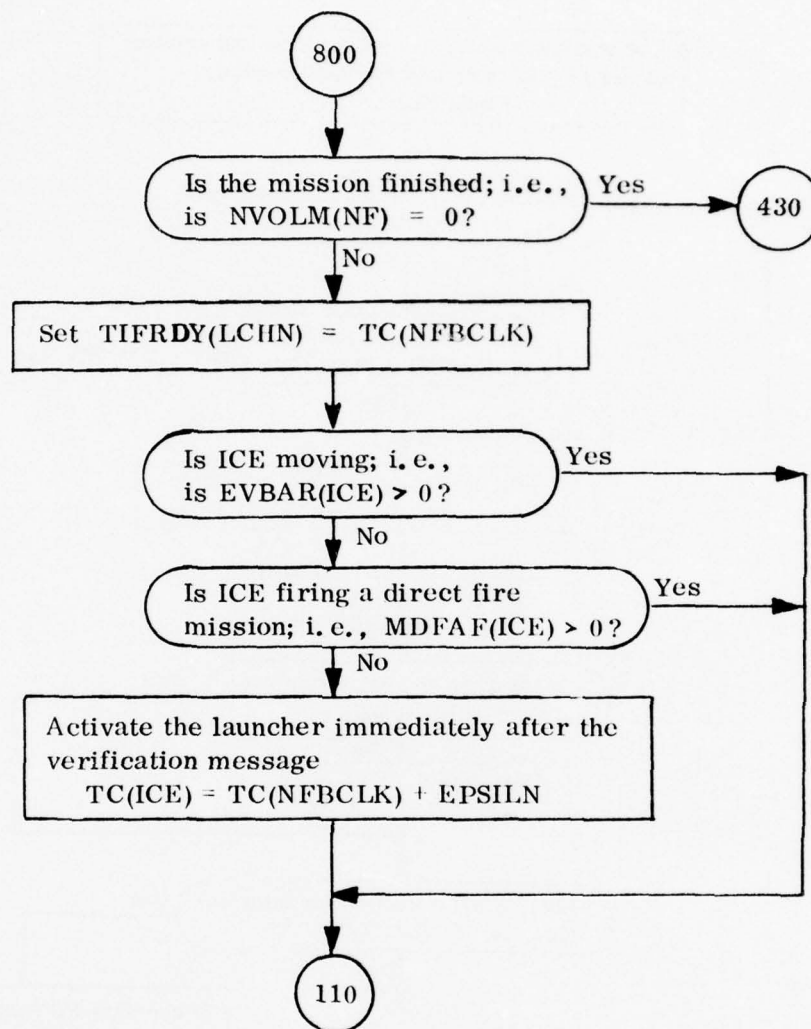 800
Is the mission finished; i.e.,
is NVOLM(NF) = 0?
Yes
430
No
Set TIFRDY(LCHN) = TC(NFBCLK)
Is ICE moving; i.e.,
is EVBAR(ICE) > 0?
Yes
No
Is ICE firing a direct fire
mission; i.e., MDFAF(ICE) > 0?
Yes
No
Activate the launcher immediately after the
verification message
TC(ICE) = TC(NFBCLK) + EPSILN
110